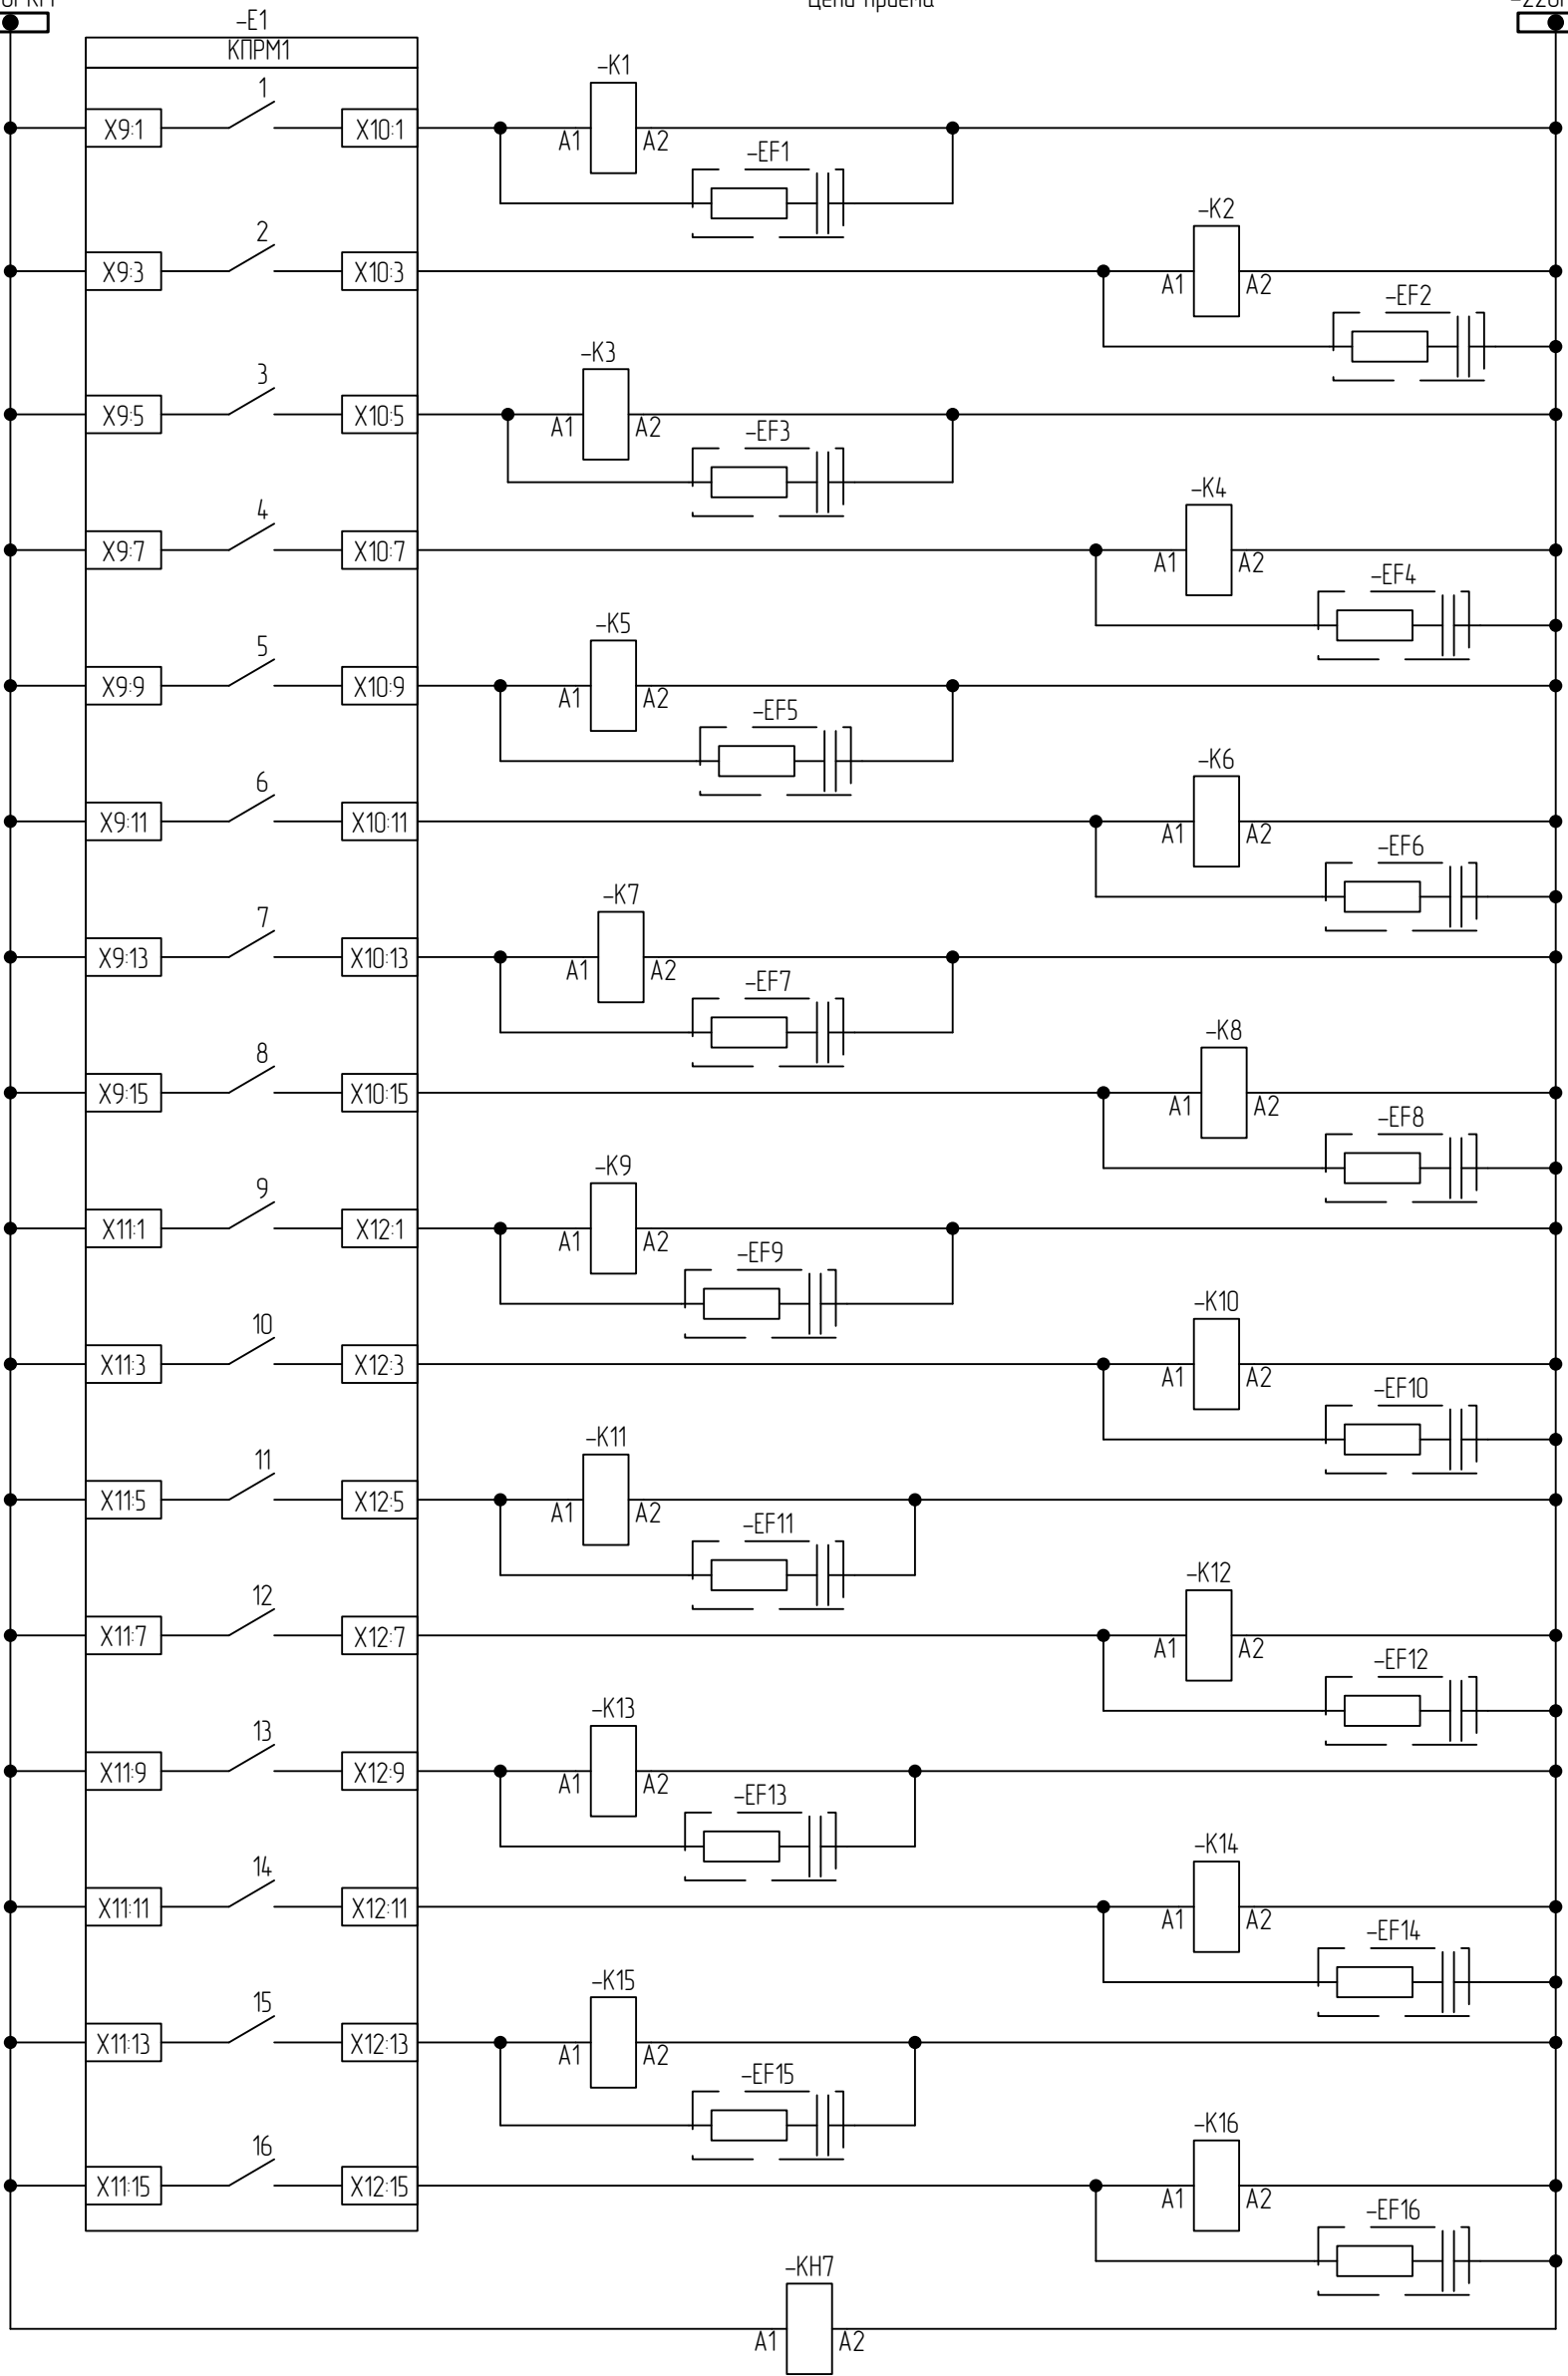 Цепи приема
-E1
КПРМ1
1
X9:1
X10:1
-K1
A1
A2
-EF1
2
X9:3
X10:3
-K2
A1
A2
-EF2
3
X9:5
X10:5
-K3
A1
A2
-EF3
4
X9:7
X10:7
-K4
A1
A2
-EF4
5
X9:9
X10:9
-K5
A1
A2
-EF5
6
X9:11
X10:11
-K6
A1
A2
-EF6
7
X9:13
X10:13
-K7
A1
A2
-EF7
8
X9:15
X10:15
-K8
A1
A2
-EF8
9
X11:1
X12:1
-K9
A1
A2
-EF9
10
X11:3
X12:3
-K10
A1
A2
-EF10
11
X11:5
X12:5
-K11
A1
A2
-EF11
12
X11:7
X12:7
-K12
A1
A2
-EF12
13
X11:9
X12:9
-K13
A1
A2
-EF13
14
X11:11
X12:11
-K14
A1
A2
-EF14
15
X11:13
X12:13
-K15
A1
A2
-EF15
16
X11:15
X12:15
-K16
A1
A2
-EF16
-KH7
A1
A2